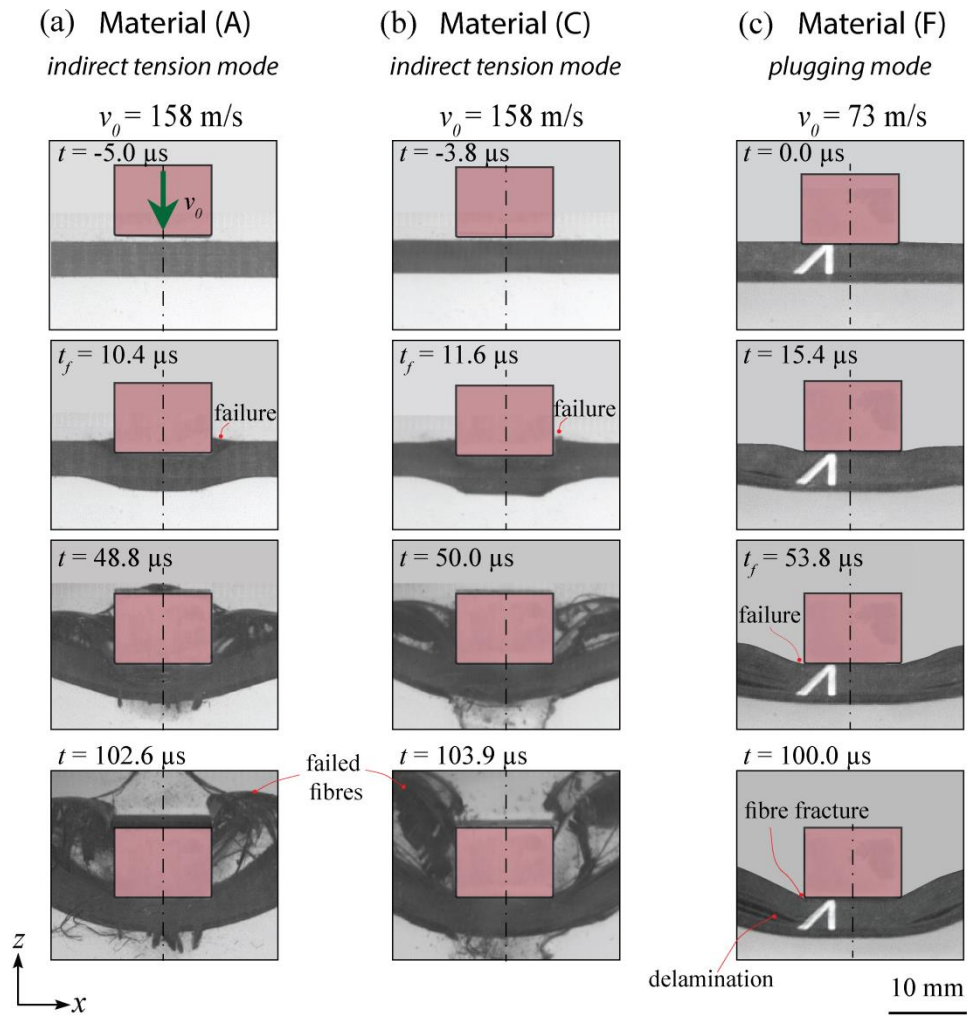 (a) Material (A)
indirect tension mode
v₀ = 158 m/s
t = -5.0 µs
v₀
t_f = 10.4 µs
failure
t = 48.8 µs
t = 102.6 µs
failed
fibres
z
x
(b) Material (C)
indirect tension mode
v₀ = 158 m/s
t = -3.8 µs
t_f = 11.6 µs
failure
t = 50.0 µs
t = 103.9 µs
(c) Material (F)
plugging mode
v₀ = 73 m/s
t = 0.0 µs
t = 15.4 µs
t_f = 53.8 µs
failure
t = 100.0 µs
fibre fracture
delamination
10 mm